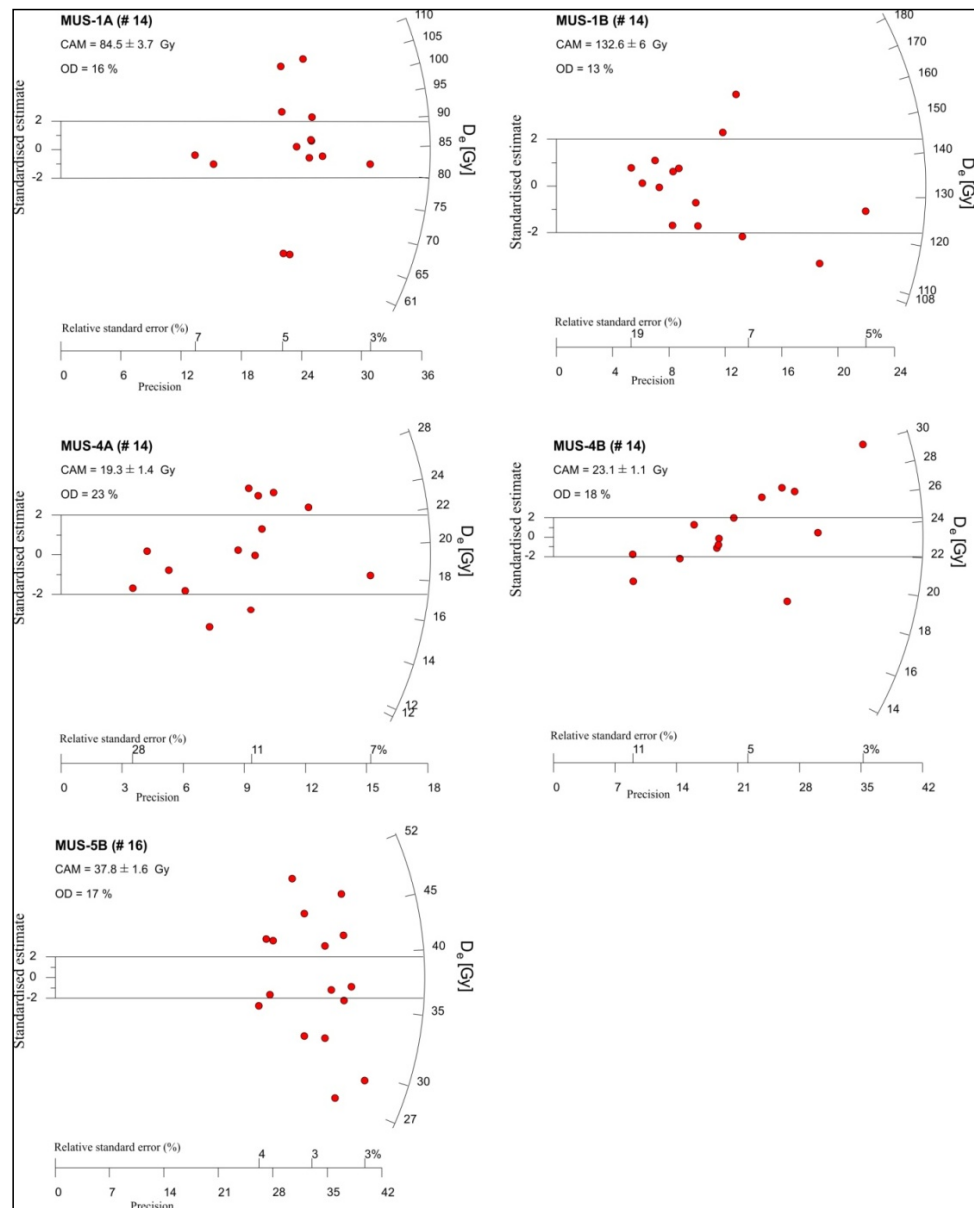 MUS-1A (# 14)
CAM = 84.5 ± 3.7 Gy
OD = 16 %
Standardised estimate
2
0
-2
110
105
100
95
90
85
80
75
70
65
61
De [Gy]
Relative standard error (%)
7 5 3%
0 6 12 18 24 30 36
Precision
MUS-1B (# 14)
CAM = 132.6 ± 6 Gy
OD = 13 %
Standardised estimate
2
0
-2
180
170
160
150
140
130
120
110
108
De [Gy]
Relative standard error (%)
19 7 5%
0 4 8 12 18 20 24
Precision
MUS-4A (# 14)
CAM = 19.3 ± 1.4 Gy
OD = 23 %
Standardised estimate
2
0
-2
28
24
22
20
18
16
14
12
12
De [Gy]
Relative standard error (%)
28 11 7%
0 3 6 9 12 15 18
Precision
MUS-4B (# 14)
CAM = 23.1 ± 1.1 Gy
OD = 18 %
Standardised estimate
2
0
-2
30
28
26
24
22
20
18
16
14
De [Gy]
Relative standard error (%)
11 5 3%
0 7 14 21 28 35 42
Precision
MUS-5B (# 16)
CAM = 37.8 ± 1.6 Gy
OD = 17 %
Standardised estimate
2
0
-2
52
45
40
35
30
27
De [Gy]
Relative standard error (%)
4 3 3%
0 7 14 21 28 35 42
Precision